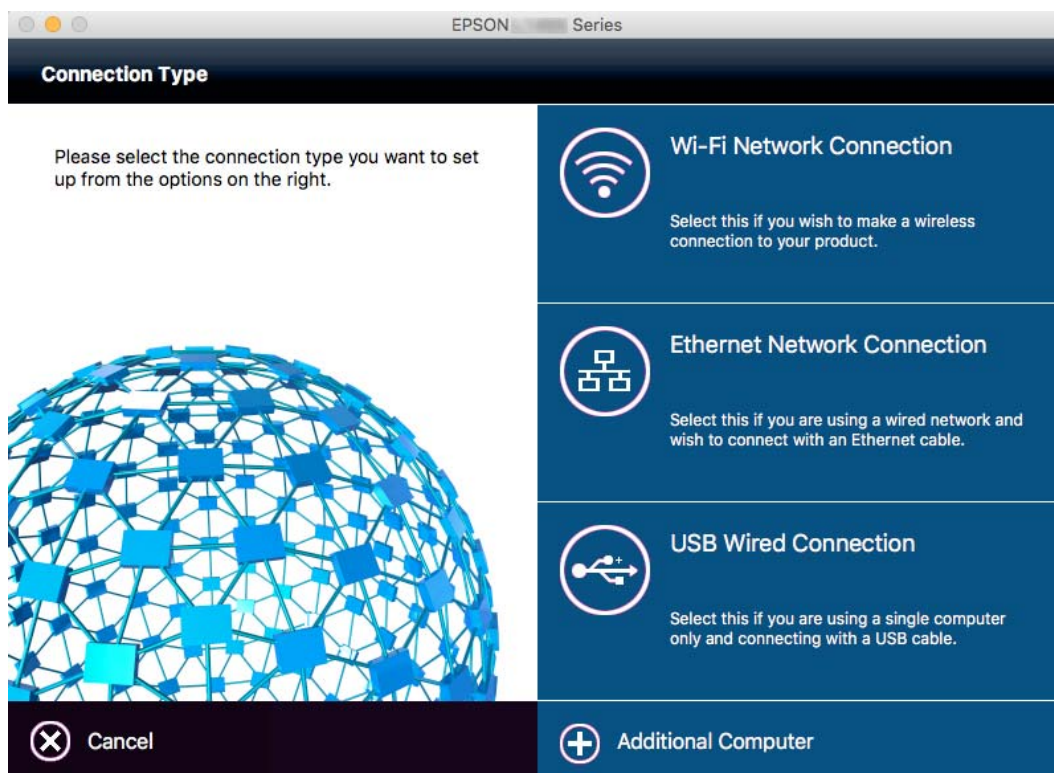 EPSON Series
Connection Type
Please select the connection type you want to set
up from the options on the right.
Wi-Fi Network Connection
Select this if you wish to make a wireless
connection to your product.
Ethernet Network Connection
Select this if you are using a wired network and
wish to connect with an Ethernet cable.
USB Wired Connection
Select this if you are using a single computer
only and connecting with a USB cable.
Cancel
Additional Computer